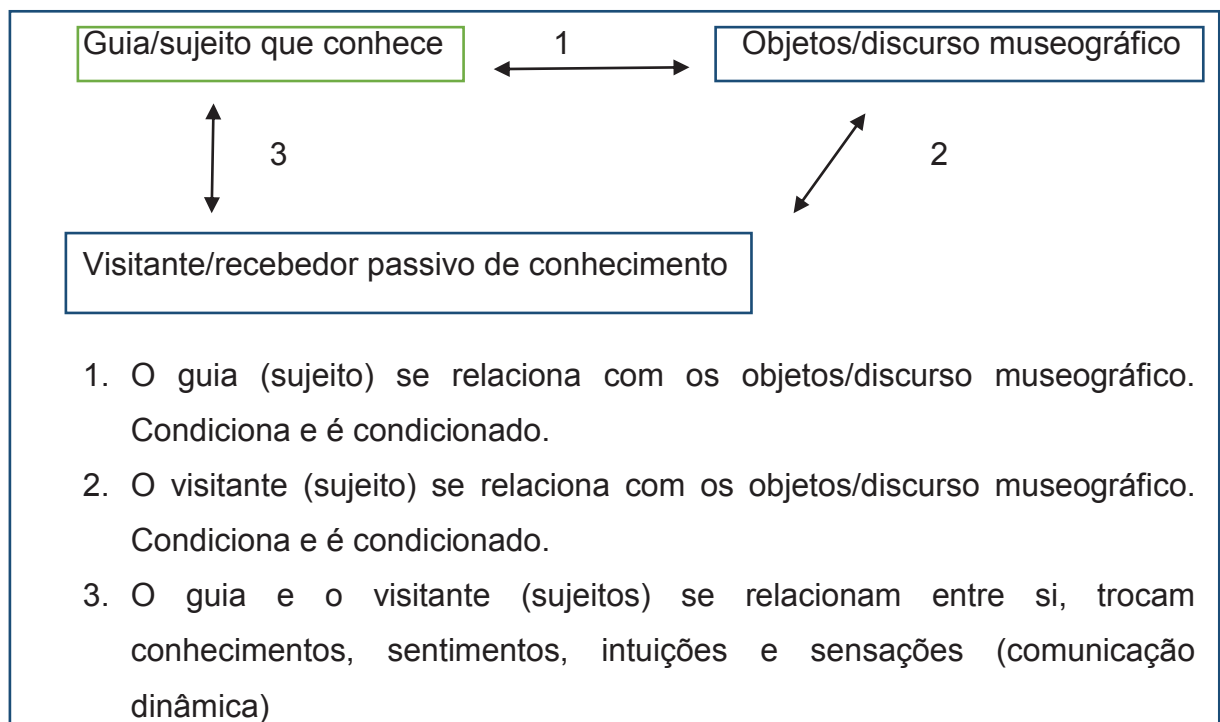 Guia/sujeito que conhece 1 Objetos/discurso museográfico
3 2
Visitante/recebedor passivo de conhecimento
1. O guia (sujeito) se relaciona com os objetos/discurso museográfico.
Condiciona e é condicionado.
2. O visitante (sujeito) se relaciona com os objetos/discurso museográfico.
Condiciona e é condicionado.
3. O guia e o visitante (sujeitos) se relacionam entre si, trocam
conhecimentos, sentimentos, intuições e sensações (comunicação
dinâmica)